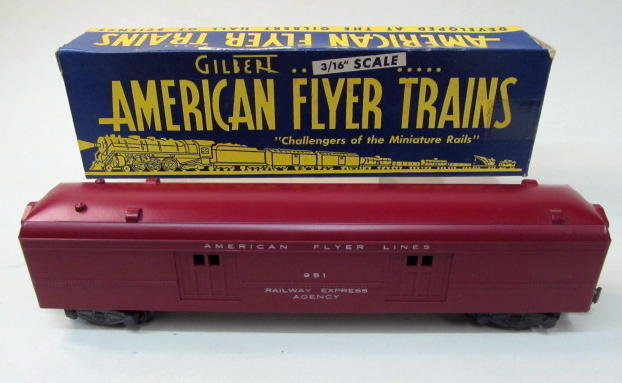 DEVELOPED AT THE GILBERT HALL OF SCIENCE
AMERICAN FLYER TRAINS
GILBERT .. 3/16" SCALE .....
AMERICAN FLYER TRAINS
"Challengers of the Miniature Rails"
AMERICAN FLYER LINES
951
RAILWAY EXPRESS
AGENCY